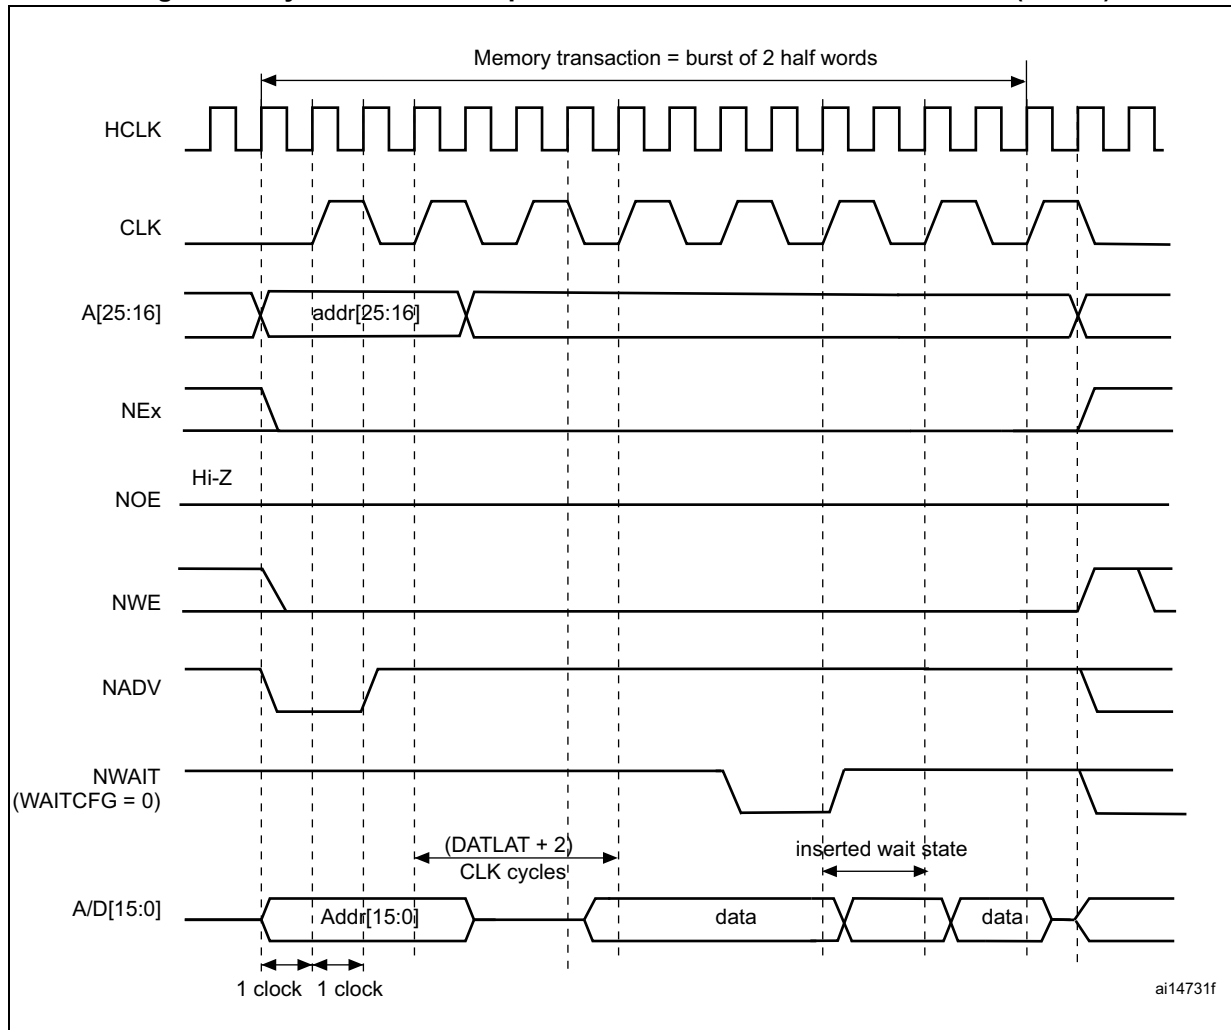 Memory transaction = burst of 2 half words
HCLK
CLK
A[25:16]
addr[25:16]
NEx
Hi-Z
NOE
NWE
NADV
NWAIT
(WAITCFG = 0)
(DATLAT + 2)
CLK cycles
inserted wait state
A/D[15:0]
Addr[15:0]
data
data
1 clock
1 clock
ai14731f